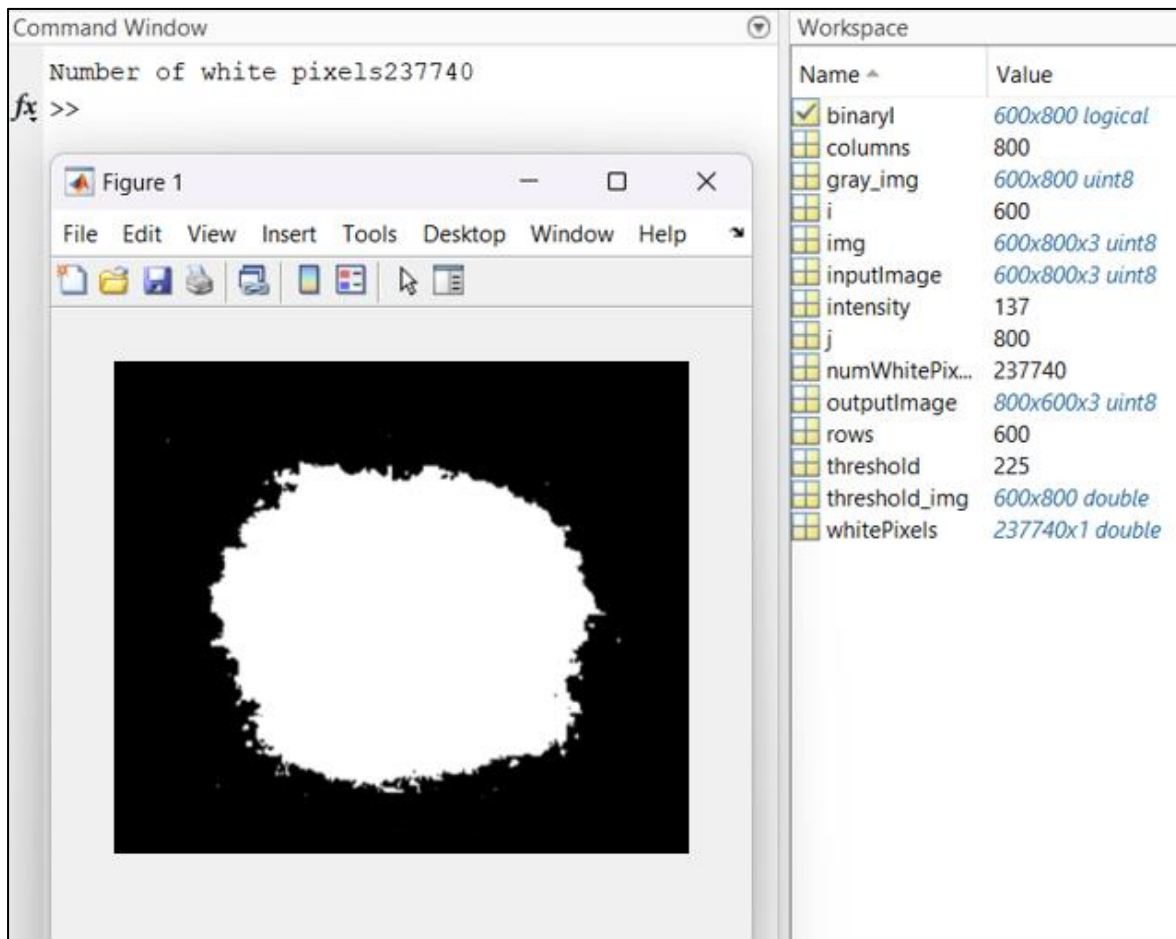 Command Window
Number of white pixels237740
fx >>
Figure 1
File Edit View Insert Tools Desktop Window Help
Workspace
Name Value
binaryI 600x800 logical
columns 800
gray_img 600x800 uint8
i 600
img 600x800x3 uint8
inputImage 600x800x3 uint8
intensity 137
j 800
numWhitePix... 237740
outputImage 800x600x3 uint8
rows 600
threshold 225
threshold_img 600x800 double
whitePixels 237740x1 double